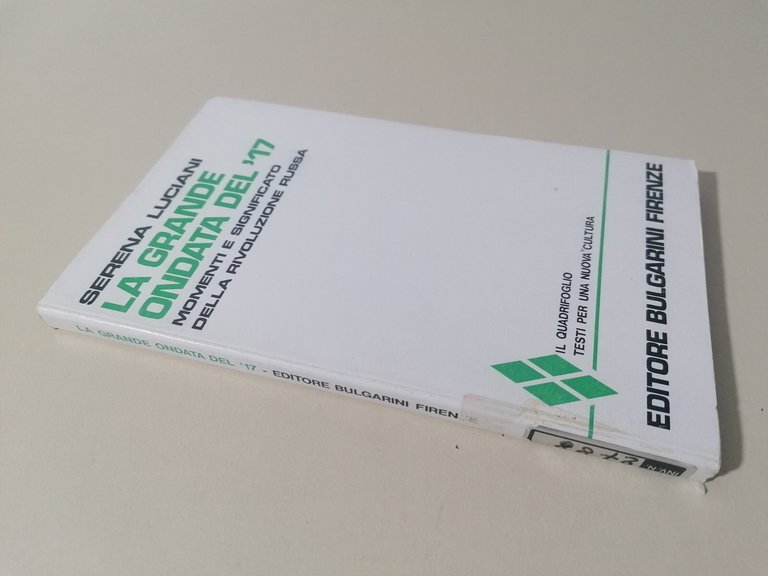 SERENA LUCIANI
LA GRANDE
ONDATA DEL '17
MOMENTI E SIGNIFICATO
DELLA RIVOLUZIONE RUSSA
IL QUADRIFOGLIO
TESTI PER UNA NUOVA CULTURA
EDITORE BULGARINI FIRENZE
LA GRANDE ONDATA DEL '17 - EDITORE BULGARINI FIRENZE